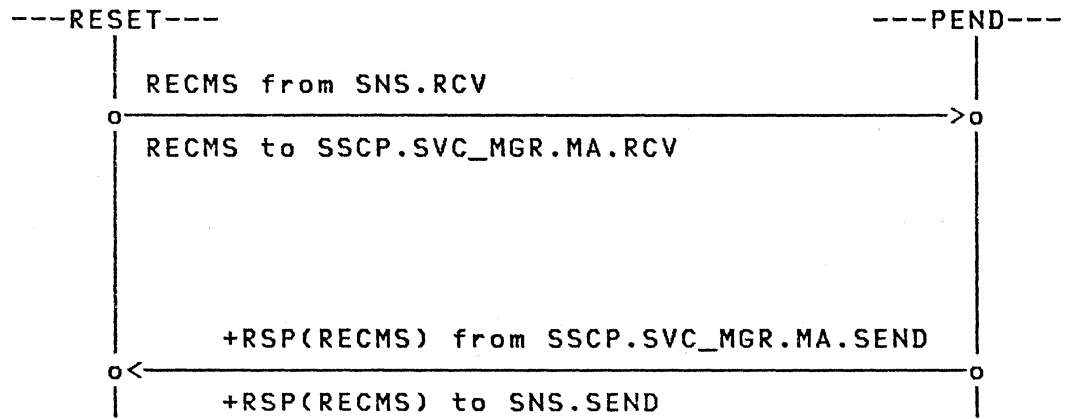 ---RESET--- ---PEND---
RECMS from SNS.RCV
RECMS to SSCP.SVC_MGR.MA.RCV
+RSP(RECMS) from SSCP.SVC_MGR.MA.SEND
+RSP(RECMS) to SNS.SEND